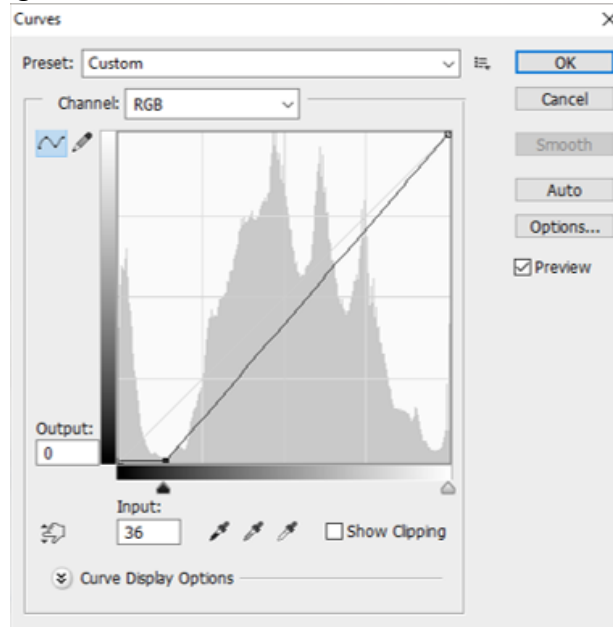 Curves
Preset: Custom
OK
Channel: RGB
Cancel
Smooth
Auto
Options...
Preview
Output:
0
Input:
36
Show Clipping
Curve Display Options